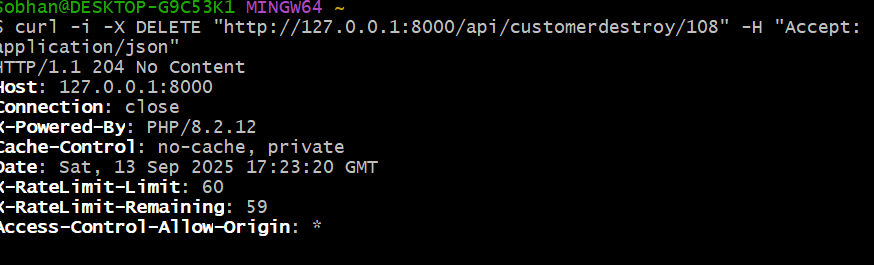 Sobhan@DESKTOP-G9C53K1 MINGW64 ~
$ curl -i -X DELETE "http://127.0.0.1:8000/api/customerdestroy/108" -H "Accept:
application/json"
HTTP/1.1 204 No Content
Host: 127.0.0.1:8000
Connection: close
X-Powered-By: PHP/8.2.12
Cache-Control: no-cache, private
Date: Sat, 13 Sep 2025 17:23:20 GMT
X-RateLimit-Limit: 60
X-RateLimit-Remaining: 59
Access-Control-Allow-Origin: *